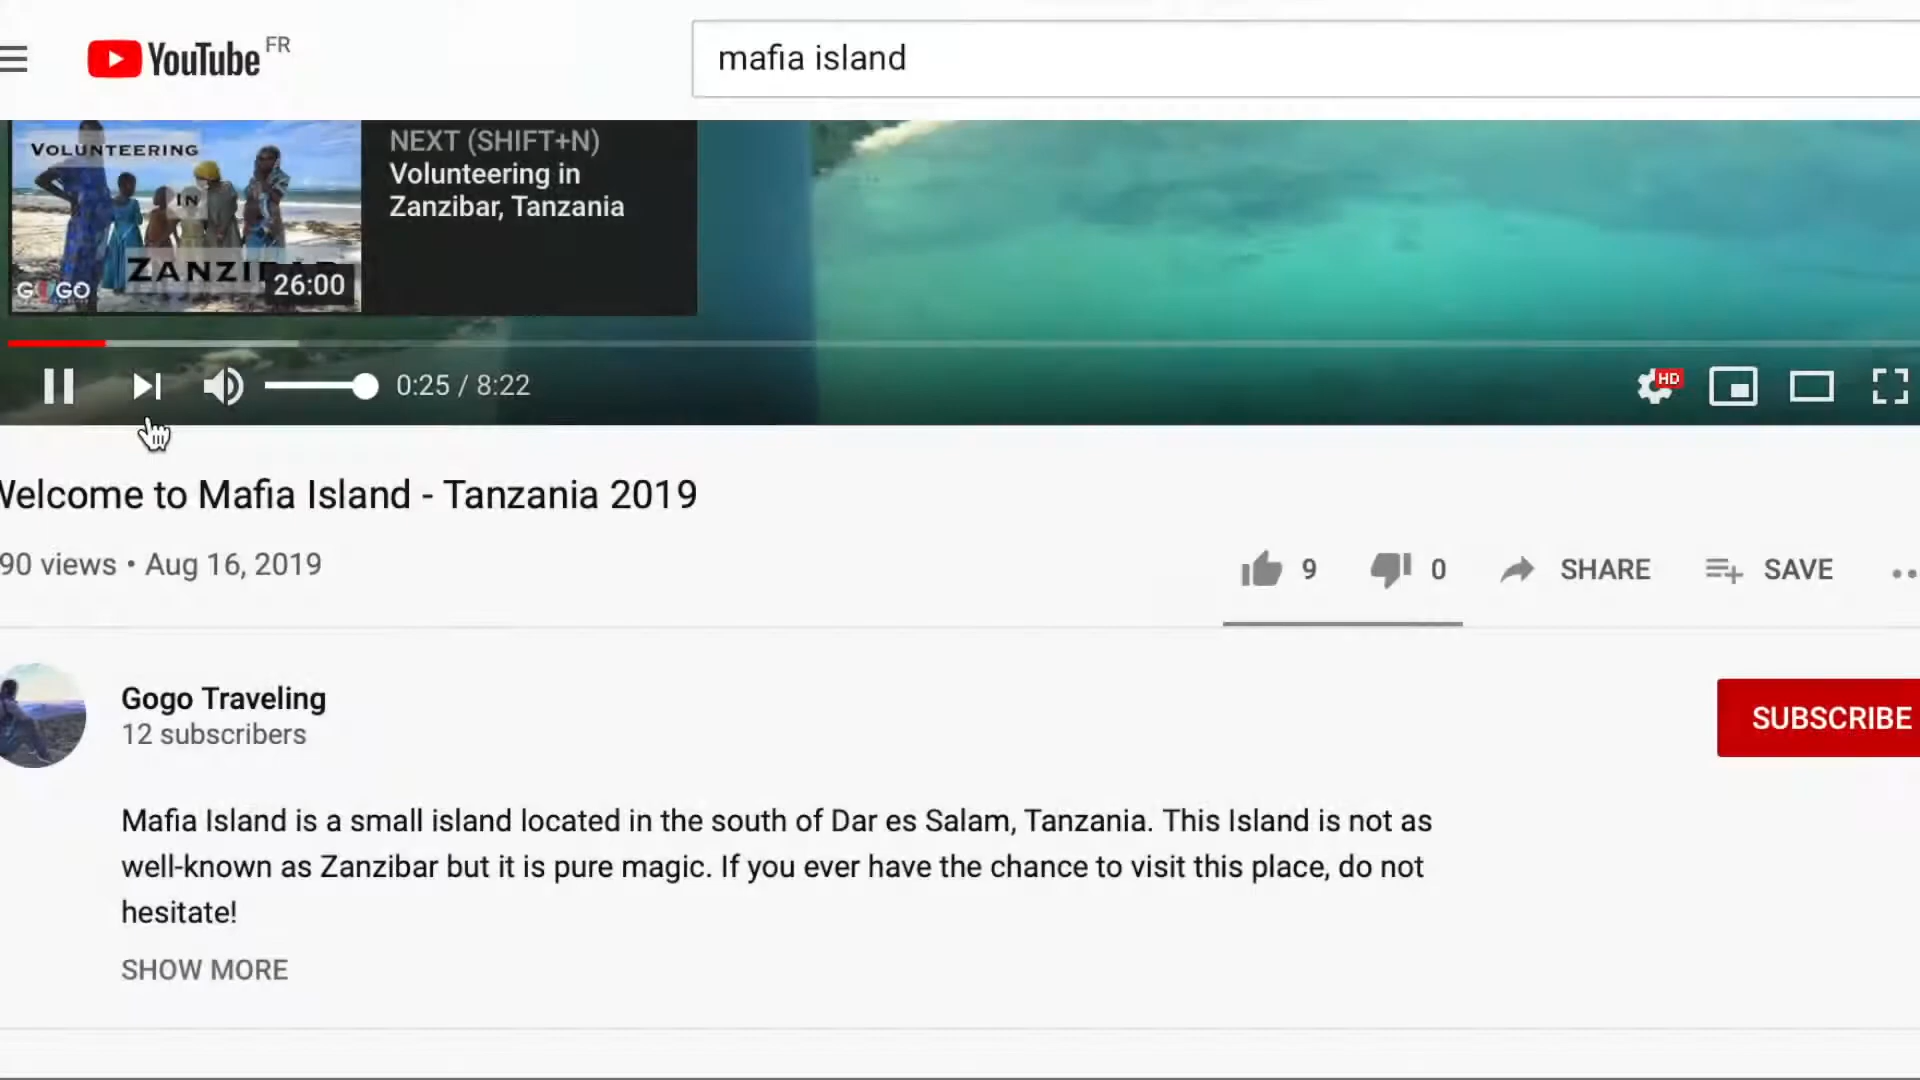 YouTube FR
mafia island
VOLUNTEERING
IN
ZANZIBAR
GOGO
26:00
NEXT (SHIFT+N)
Volunteering in
Zanzibar, Tanzania
0:25 / 8:22
HD
Welcome to Mafia Island - Tanzania 2019
90 views • Aug 16, 2019
9
0
SHARE
SAVE
Gogo Traveling
12 subscribers
SUBSCRIBE
Mafia Island is a small island located in the south of Dar es Salam, Tanzania. This Island is not as
well-known as Zanzibar but it is pure magic. If you ever have the chance to visit this place, do not
hesitate!
SHOW MORE